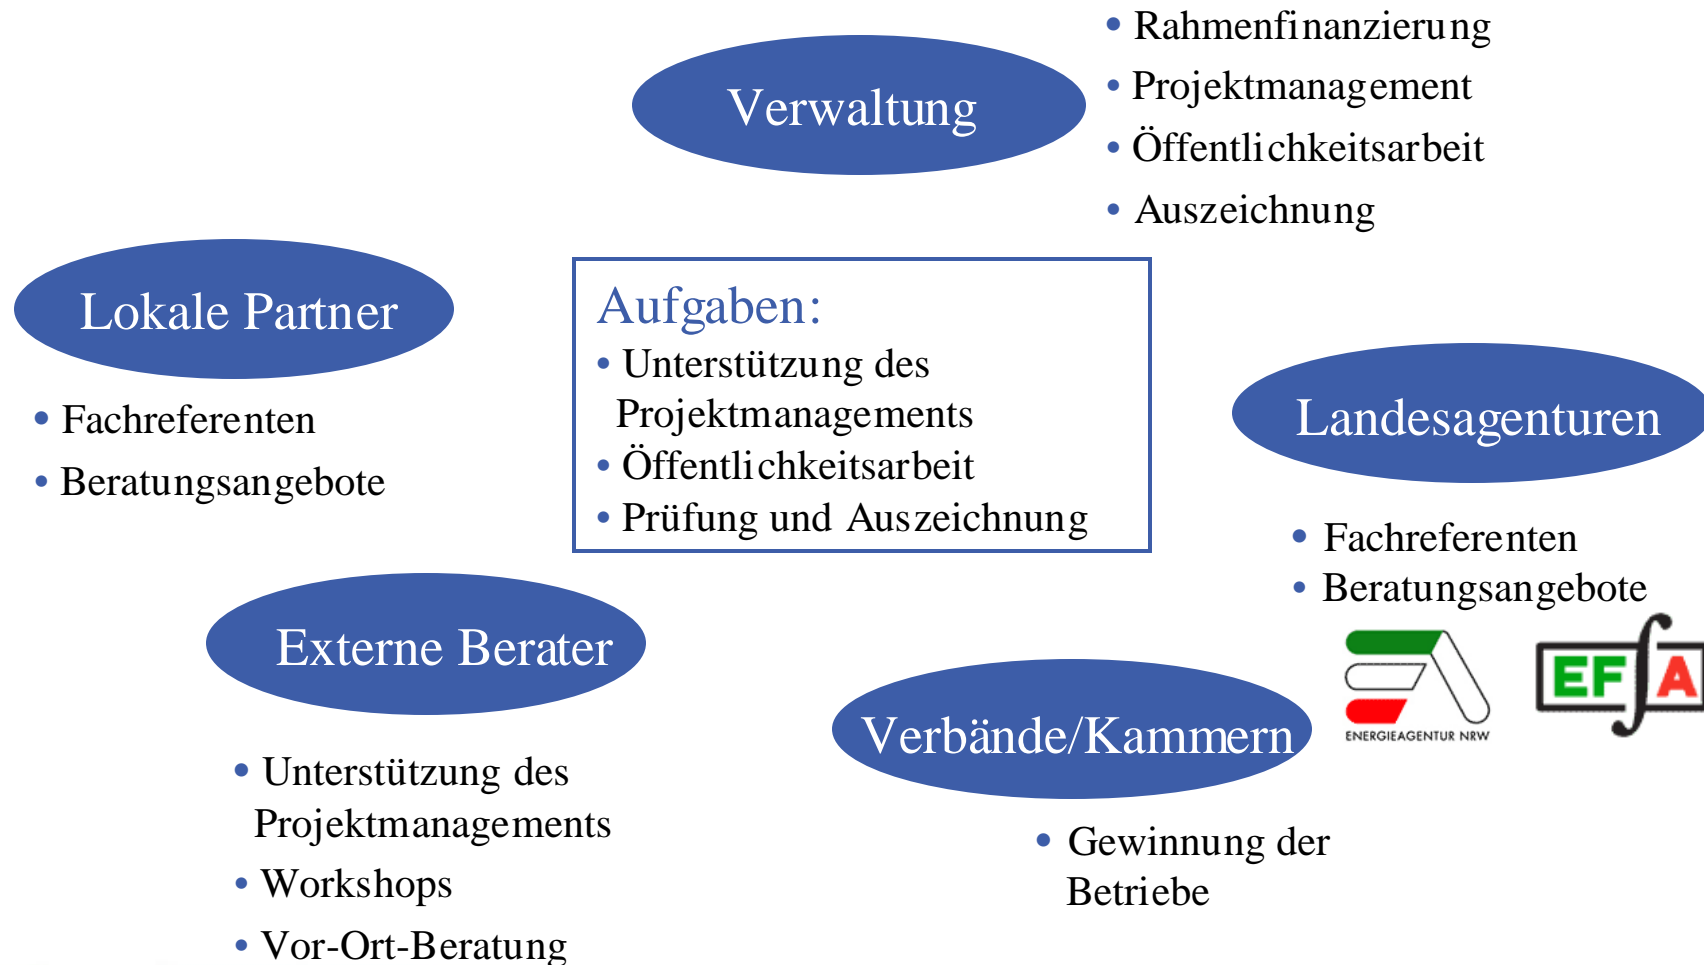 Verwaltung
• Rahmenfinanzierung
• Projektmanagement
• Öffentlichkeitsarbeit
• Auszeichnung
Lokale Partner
• Fachreferenten
• Beratungsangebote
Aufgaben:
• Unterstützung des
Projektmanagements
• Öffentlichkeitsarbeit
• Prüfung und Auszeichnung
Landesagenturen
• Fachreferenten
• Beratungsangebote
ENERGIEAGENTUR NRW
EFA
Externe Berater
• Unterstützung des
Projektmanagements
• Workshops
• Vor-Ort-Beratung
Verbände/Kammern
• Gewinnung der
Betriebe